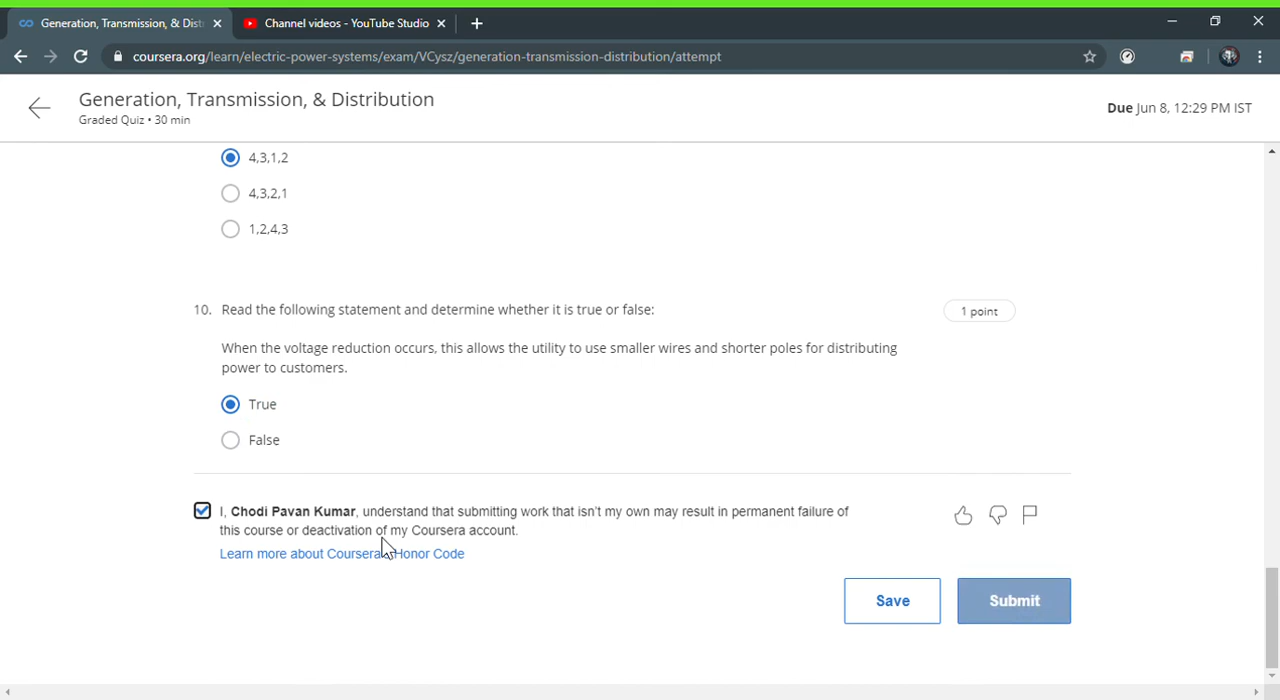 Generation, Transmission, & Dist
Channel videos - YouTube Studio
coursera.org/learn/electric-power-systems/exam/VCysz/generation-transmission-distribution/attempt
Generation, Transmission, & Distribution
Graded Quiz • 30 min
Due Jun 8, 12:29 PM IST
4,3,1,2
4,3,2,1
1,2,4,3
10. Read the following statement and determine whether it is true or false:
1 point
When the voltage reduction occurs, this allows the utility to use smaller wires and shorter poles for distributing
power to customers.
True
False
I, Chodi Pavan Kumar, understand that submitting work that isn't my own may result in permanent failure of
this course or deactivation of my Coursera account.
Learn more about Coursera Honor Code
Save
Submit